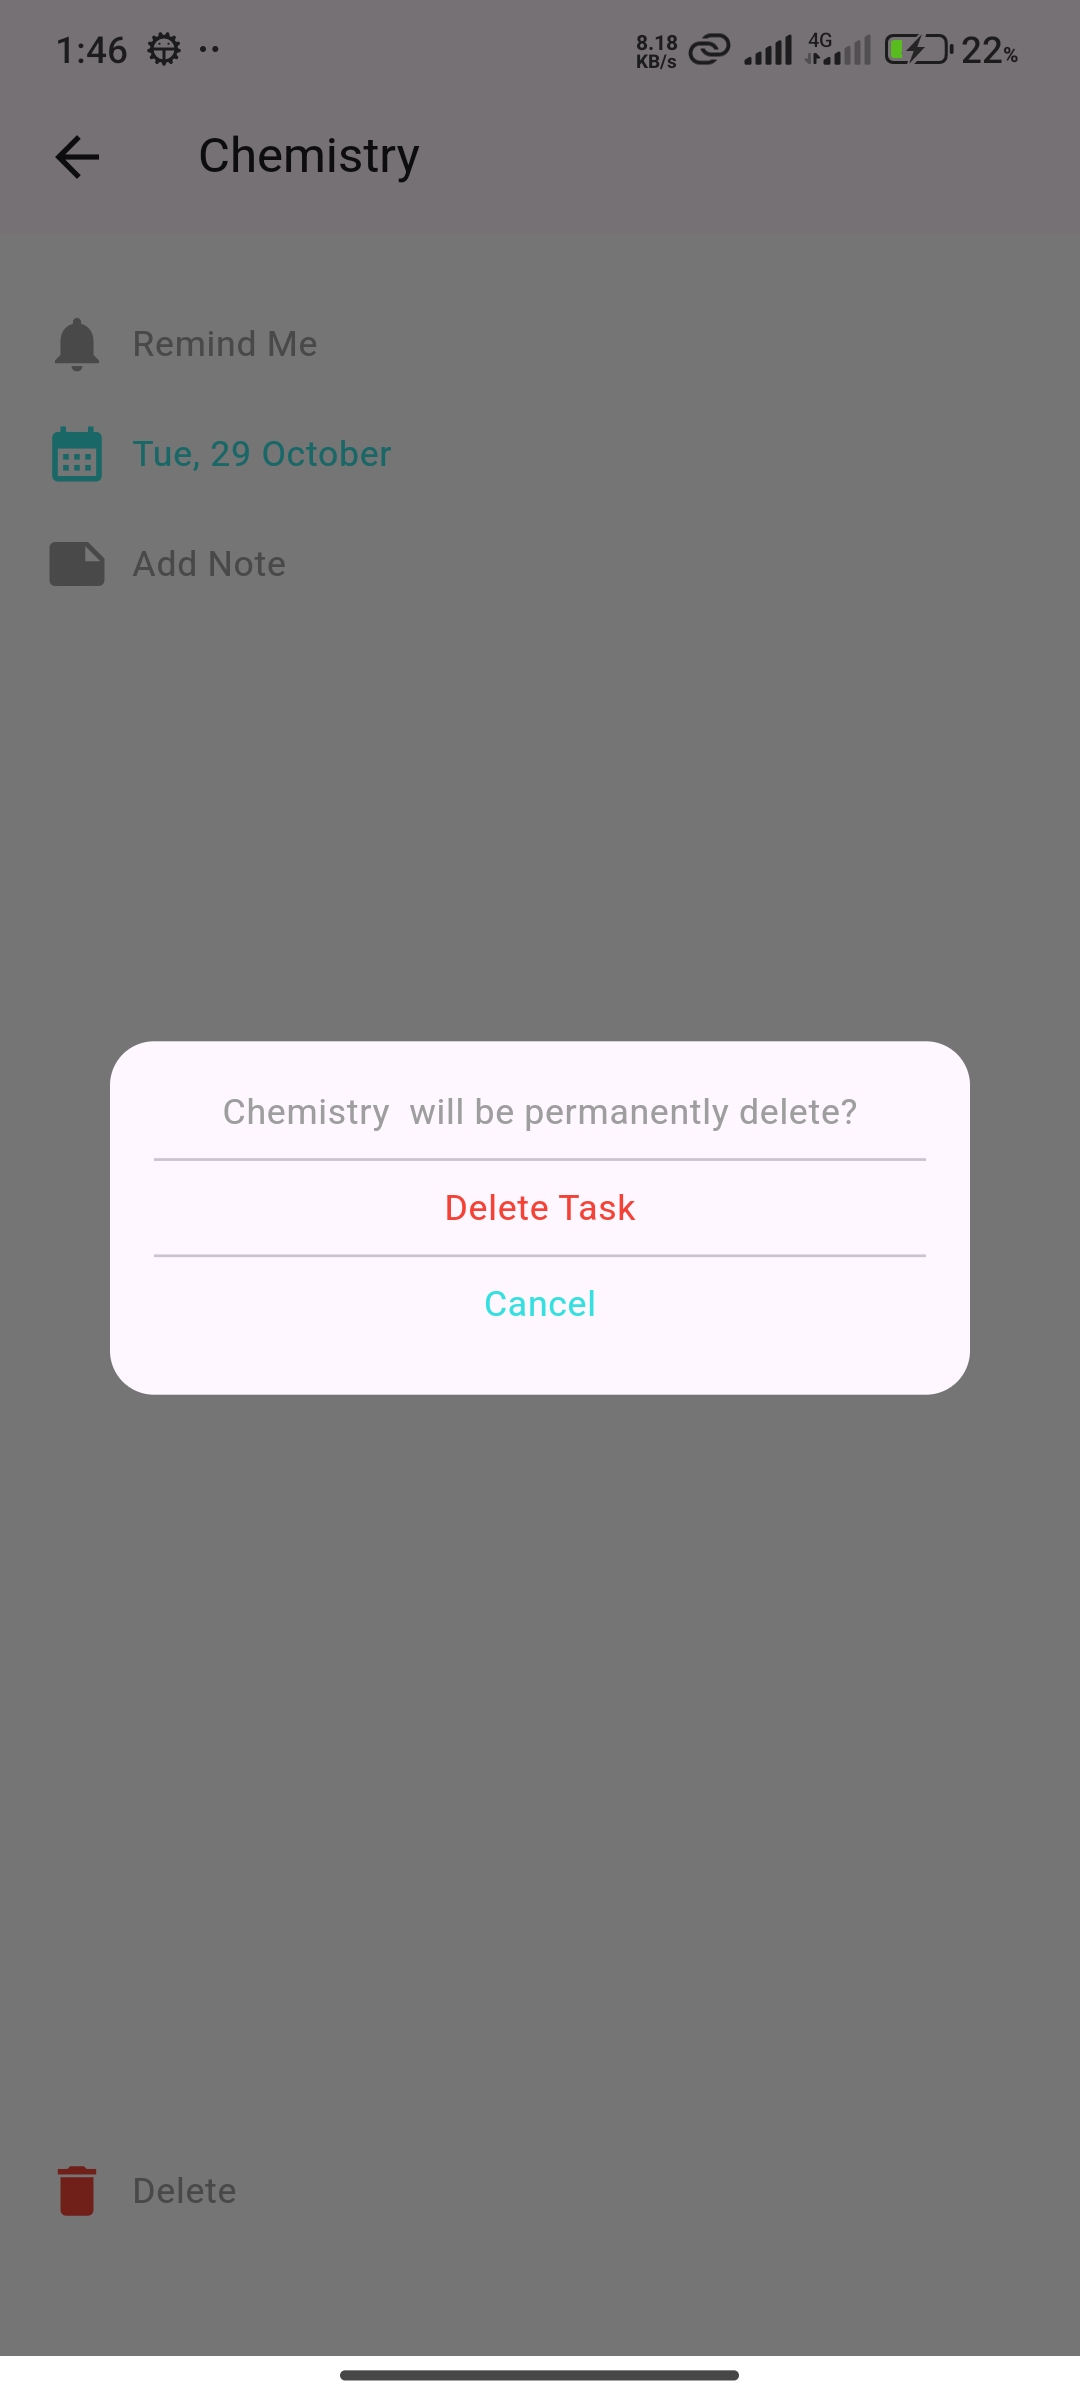 1:46
8.18
KB/s
4G
22%
Chemistry
Remind Me
Tue, 29 October
Add Note
Chemistry  will be permanently delete?
Delete Task
Cancel
Delete